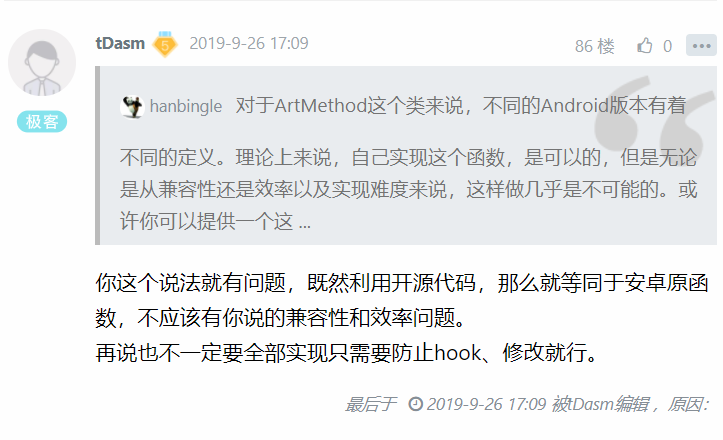 tDasm 5 2019-9-26 17:09 86 楼 0
极客
hanbingle 对于ArtMethod这个类来说，不同的Android版本有着
不同的定义。理论上来说，自己实现这个函数，是可以的，但是无论
是从兼容性还是效率以及实现难度来说，这样做几乎是不可能的。或
许你可以提供一个这 ...
你这个说法就有问题，既然利用开源代码，那么就等同于安卓原函
数，不应该有你说的兼容性和效率问题。
再说也不一定要全部实现只需要防止hook、修改就行。
最后于 2019-9-26 17:09 被tDasm编辑 ，原因：